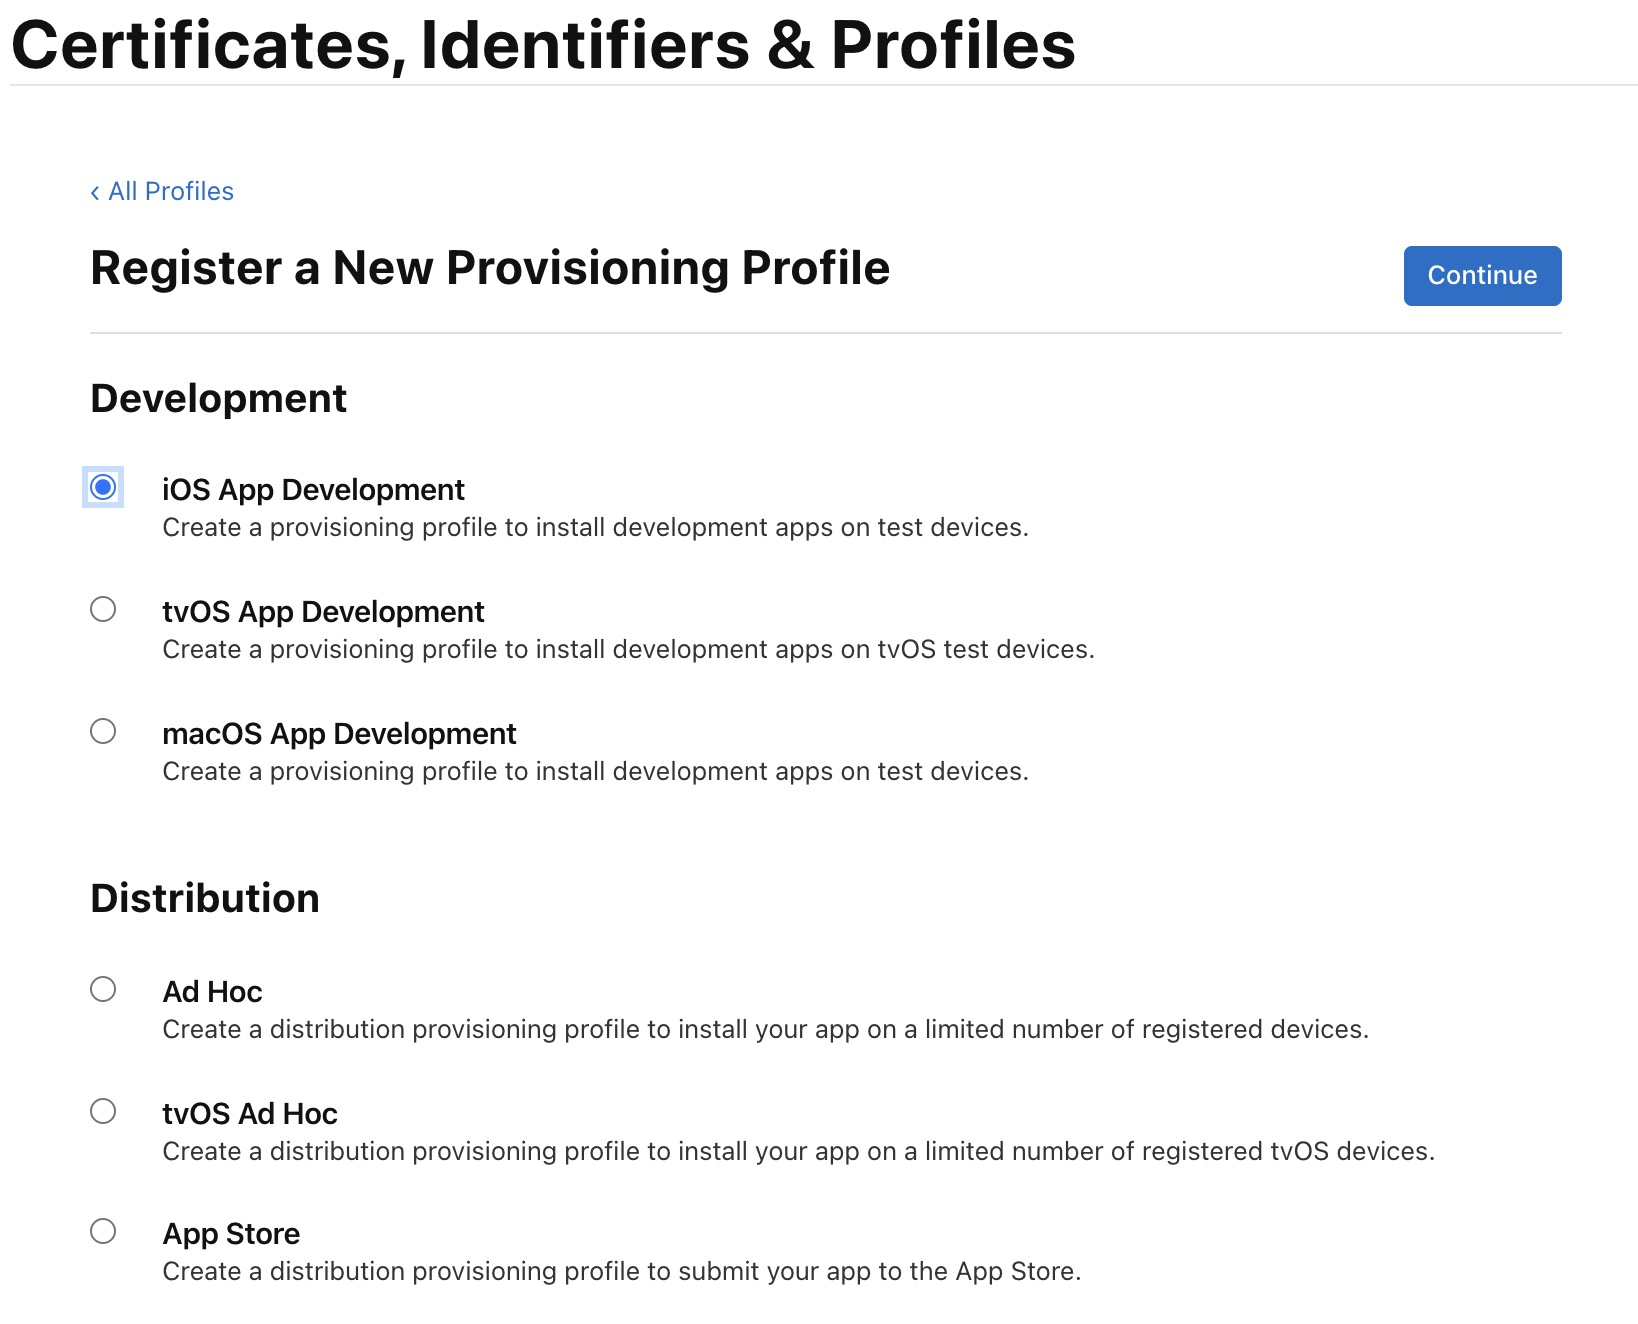 Certificates, Identifiers & Profiles
‹ All Profiles
Register a New Provisioning Profile
Continue
Development
iOS App Development
Create a provisioning profile to install development apps on test devices.
tvOS App Development
Create a provisioning profile to install development apps on tvOS test devices.
macOS App Development
Create a provisioning profile to install development apps on test devices.
Distribution
Ad Hoc
Create a distribution provisioning profile to install your app on a limited number of registered devices.
tvOS Ad Hoc
Create a distribution provisioning profile to install your app on a limited number of registered tvOS devices.
App Store
Create a distribution provisioning profile to submit your app to the App Store.